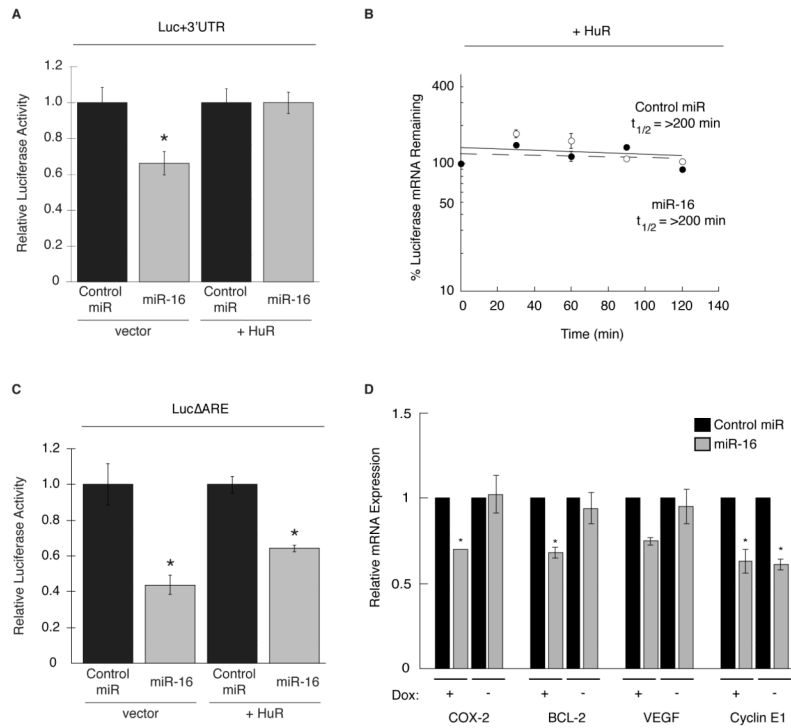 A
Luc+3'UTR
Relative Luciferase Activity
1.2
1.0
0.8
0.6
0.4
0.2
0
*
Control miR
miR-16
Control miR
miR-16
vector
+ HuR
B
+ HuR
% Luciferase mRNA Remaining
400
100
50
10
Control miR
t1/2 = >200 min
miR-16
t1/2 = >200 min
0 20 40 60 80 100 120 140
Time (min)
C
LucΔARE
Relative Luciferase Activity
1.2
1.0
0.8
0.6
0.4
0.2
0
*
*
Control miR
miR-16
Control miR
miR-16
vector
+ HuR
D
Relative mRNA Expression
1.5
1
0.5
0
Control miR
miR-16
* * * *
Dox: + - + - + - + -
COX-2 BCL-2 VEGF Cyclin E1